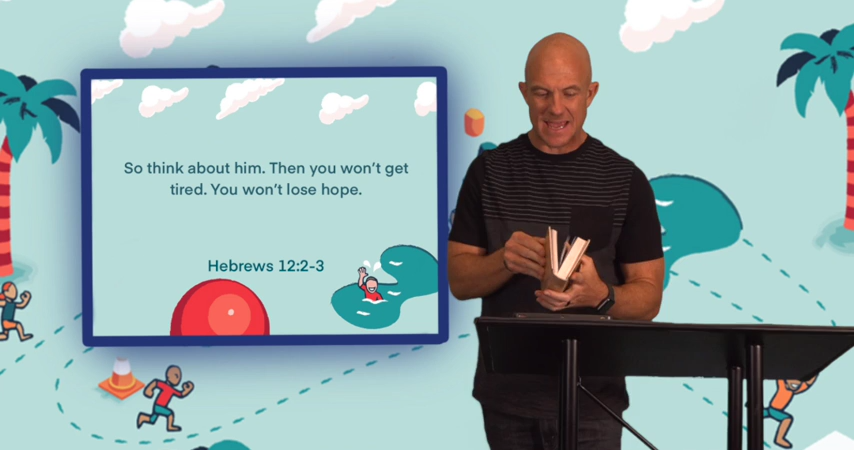 So think about him. Then you won't get
tired. You won't lose hope.
Hebrews 12:2-3